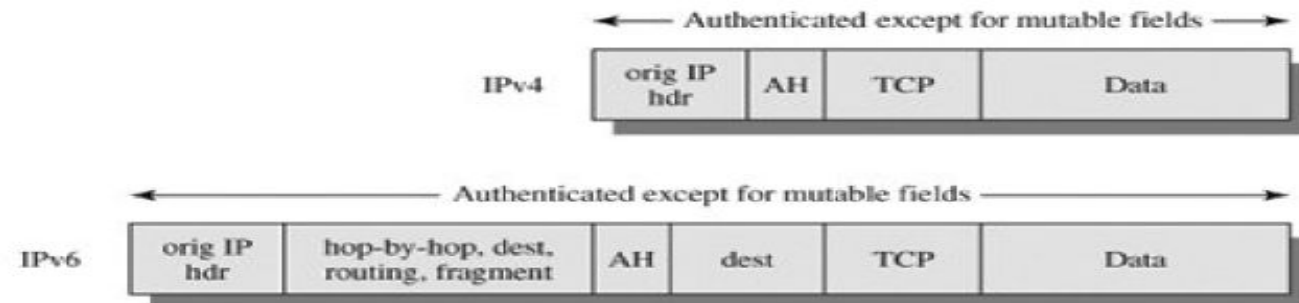 Authenticated except for mutable fields
IPv4
orig IP
hdr
AH
TCP
Data
Authenticated except for mutable fields
IPv6
orig IP
hdr
hop-by-hop, dest,
routing, fragment
AH
dest
TCP
Data